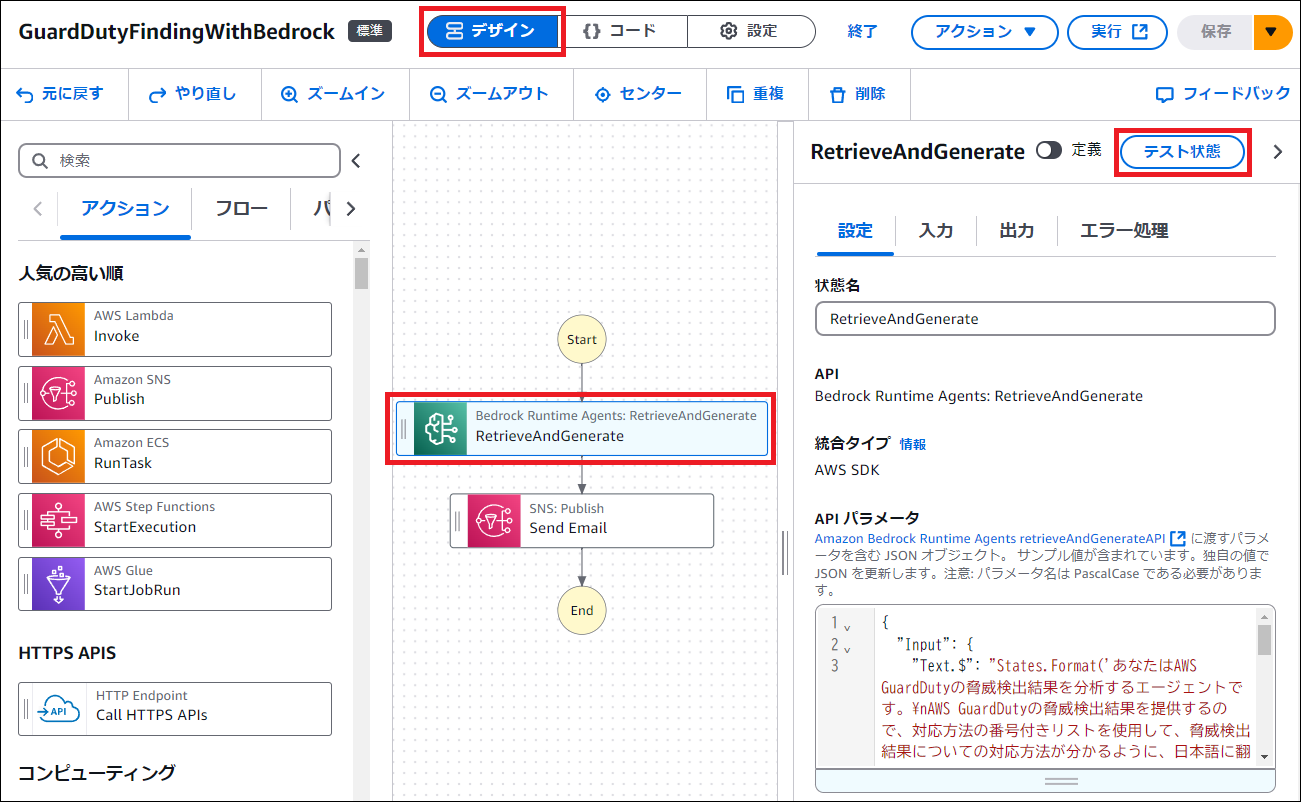 GuardDutyFindingWithBedrock 標準 デザイン {} コード 設定 終了 アクション 実行 保存
元に戻す やり直し ズームイン ズームアウト センター 重複 削除 フィードバック
検索
アクション フロー パ
人気の高い順
AWS Lambda
Invoke
Amazon SNS
Publish
Amazon ECS
RunTask
AWS Step Functions
StartExecution
AWS Glue
StartJobRun
HTTPS APIS
API
HTTP Endpoint
Call HTTPS APIs
コンピューティング
Start
Bedrock Runtime Agents: RetrieveAndGenerate
RetrieveAndGenerate
SNS: Publish
Send Email
End
RetrieveAndGenerate 定義 テスト状態
設定 入力 出力 エラー処理
状態名
RetrieveAndGenerate
API
Bedrock Runtime Agents: RetrieveAndGenerate
統合タイプ 情報
AWS SDK
API パラメータ
Amazon Bedrock Runtime Agents retrieveAndGenerateAPI に渡すパラメ
ータを含む JSON オブジェクト。 サンプル値が含まれています。独自の値で
JSON を更新します。注意: パラメータ名は PascalCase である必要がありま
す。
1 {
2 "Input": {
3 "Text.$": "States.Format('あなたはAWS
GuardDutyの脅威検出結果を分析するエージェントで
す。¥nAWS GuardDutyの脅威検出結果を提供するの
で、対応方法の番号付きリストを使用して、脅威検出
結果についての対応方法が分かるように、日本語に翻